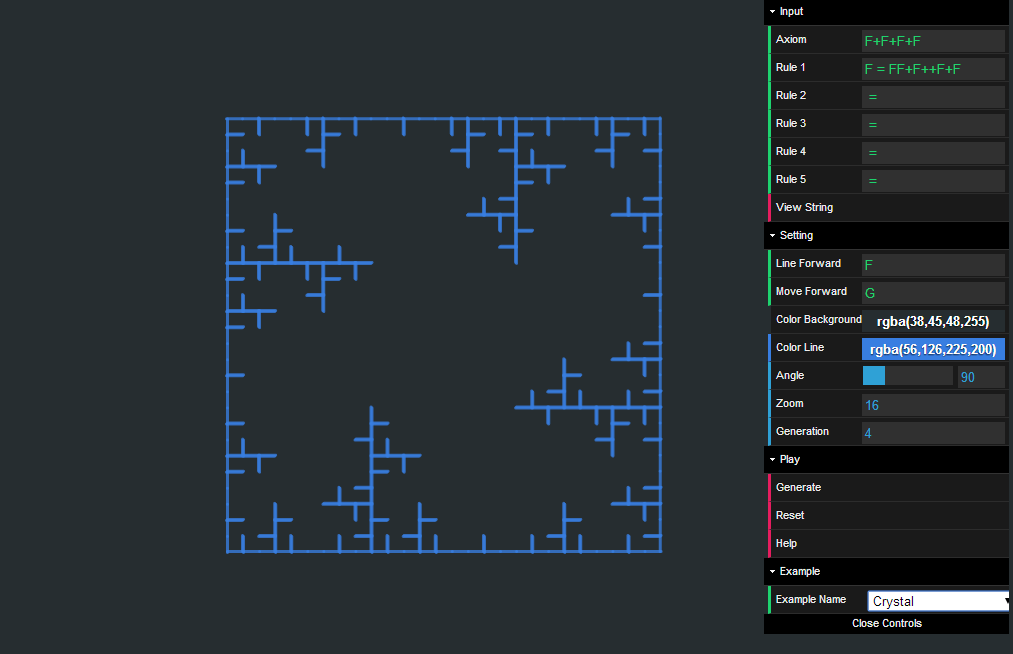 Input
Axiom F+F+F+F
Rule 1 F = FF+F++F+F
Rule 2 =
Rule 3 =
Rule 4 =
Rule 5 =
View String
Setting
Line Forward F
Move Forward G
Color Background rgba(38,45,48,255)
Color Line rgba(56,126,225,200)
Angle 90
Zoom 16
Generation 4
Play
Generate
Reset
Help
Example
Example Name Crystal
Close Controls